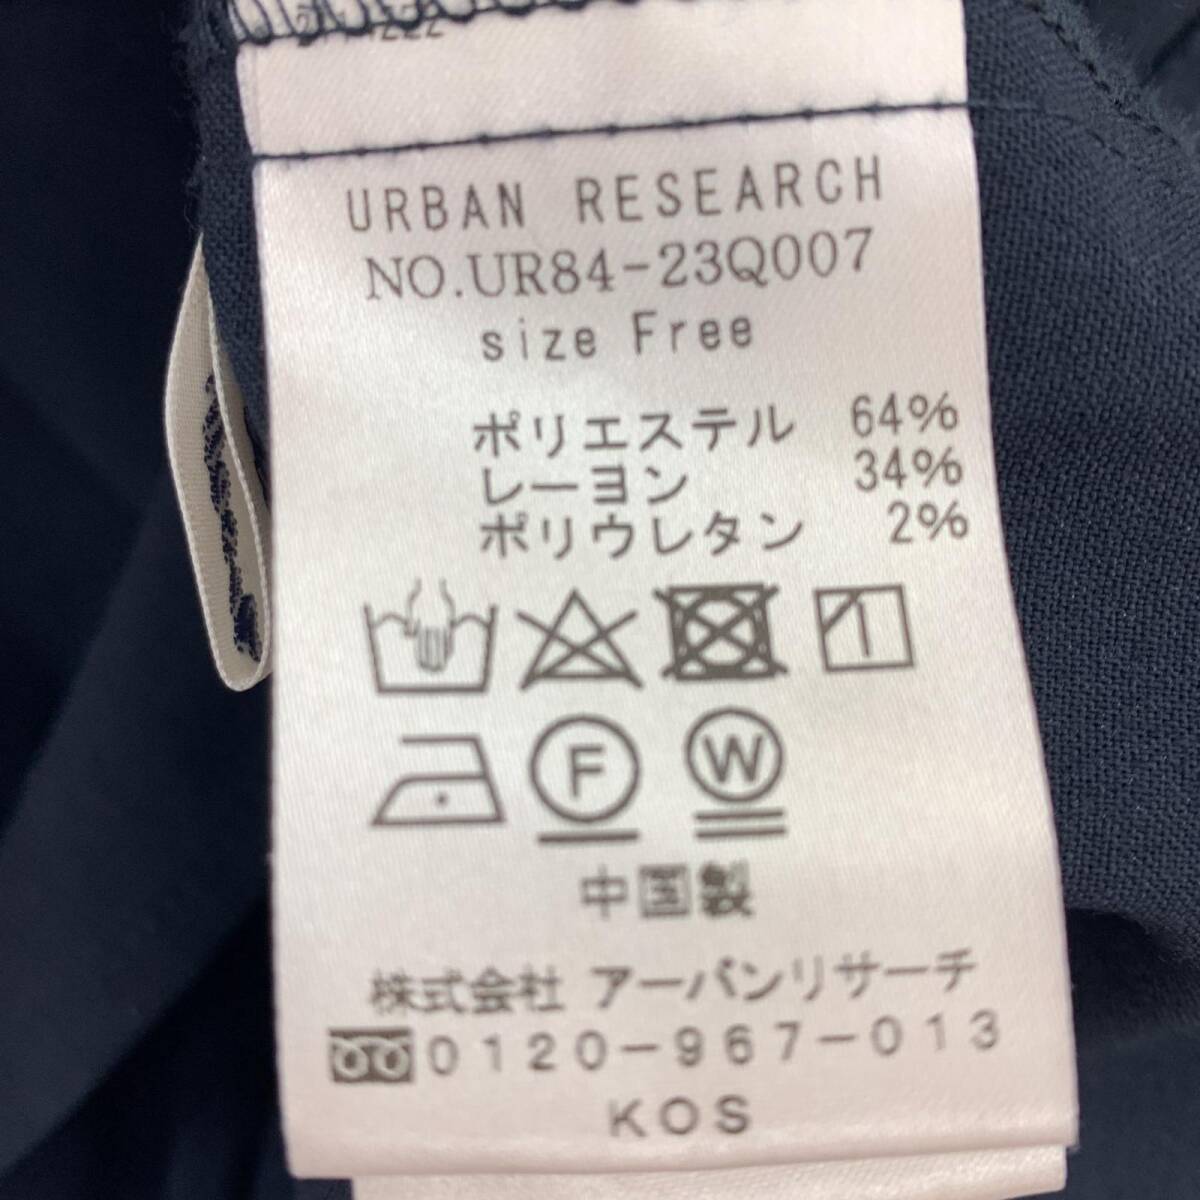 URBAN RESEARCH
NO.UR84-23Q007
size Free
ポリエステル 64%
レーヨン 34%
ポリウレタン 2%
F W
中国製
株式会社 アーバンリサーチ
0120-967-013
KOS